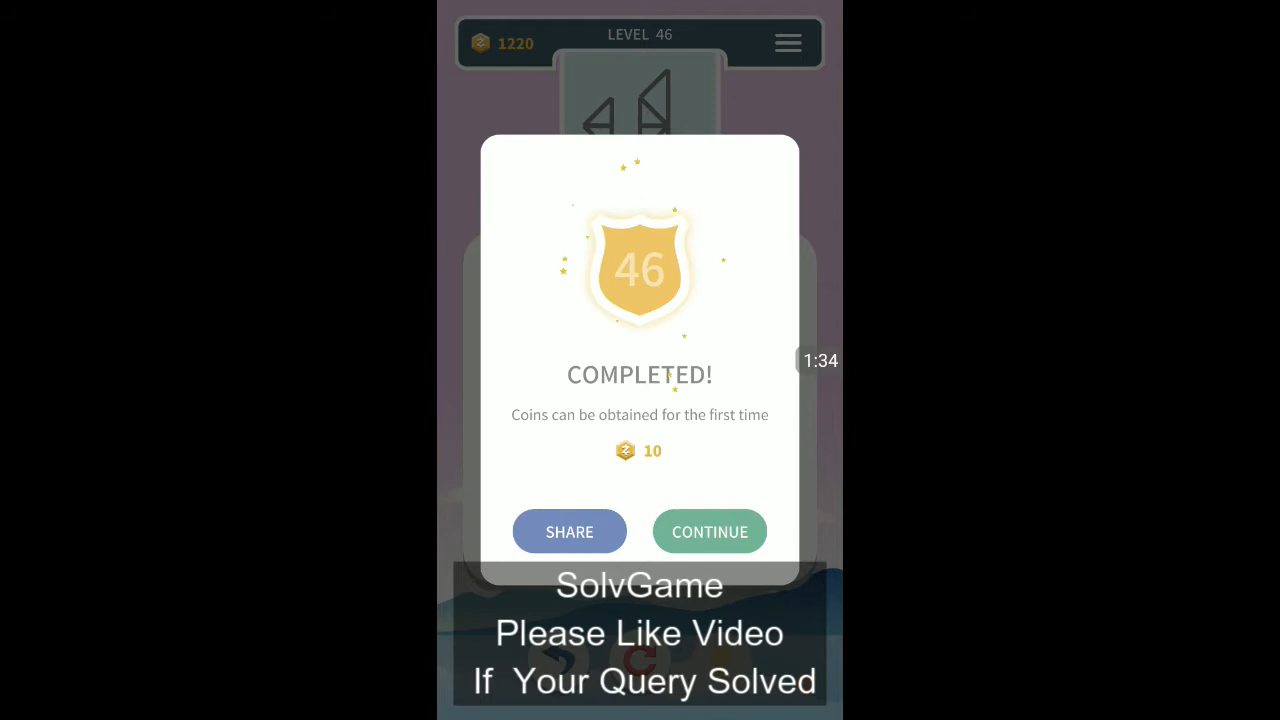 LEVEL 46
1220
46
1:34
COMPLETED!
Coins can be obtained for the first time
10
SHARE CONTINUE
SolvGame
Please Like Video
If Your Query Solved